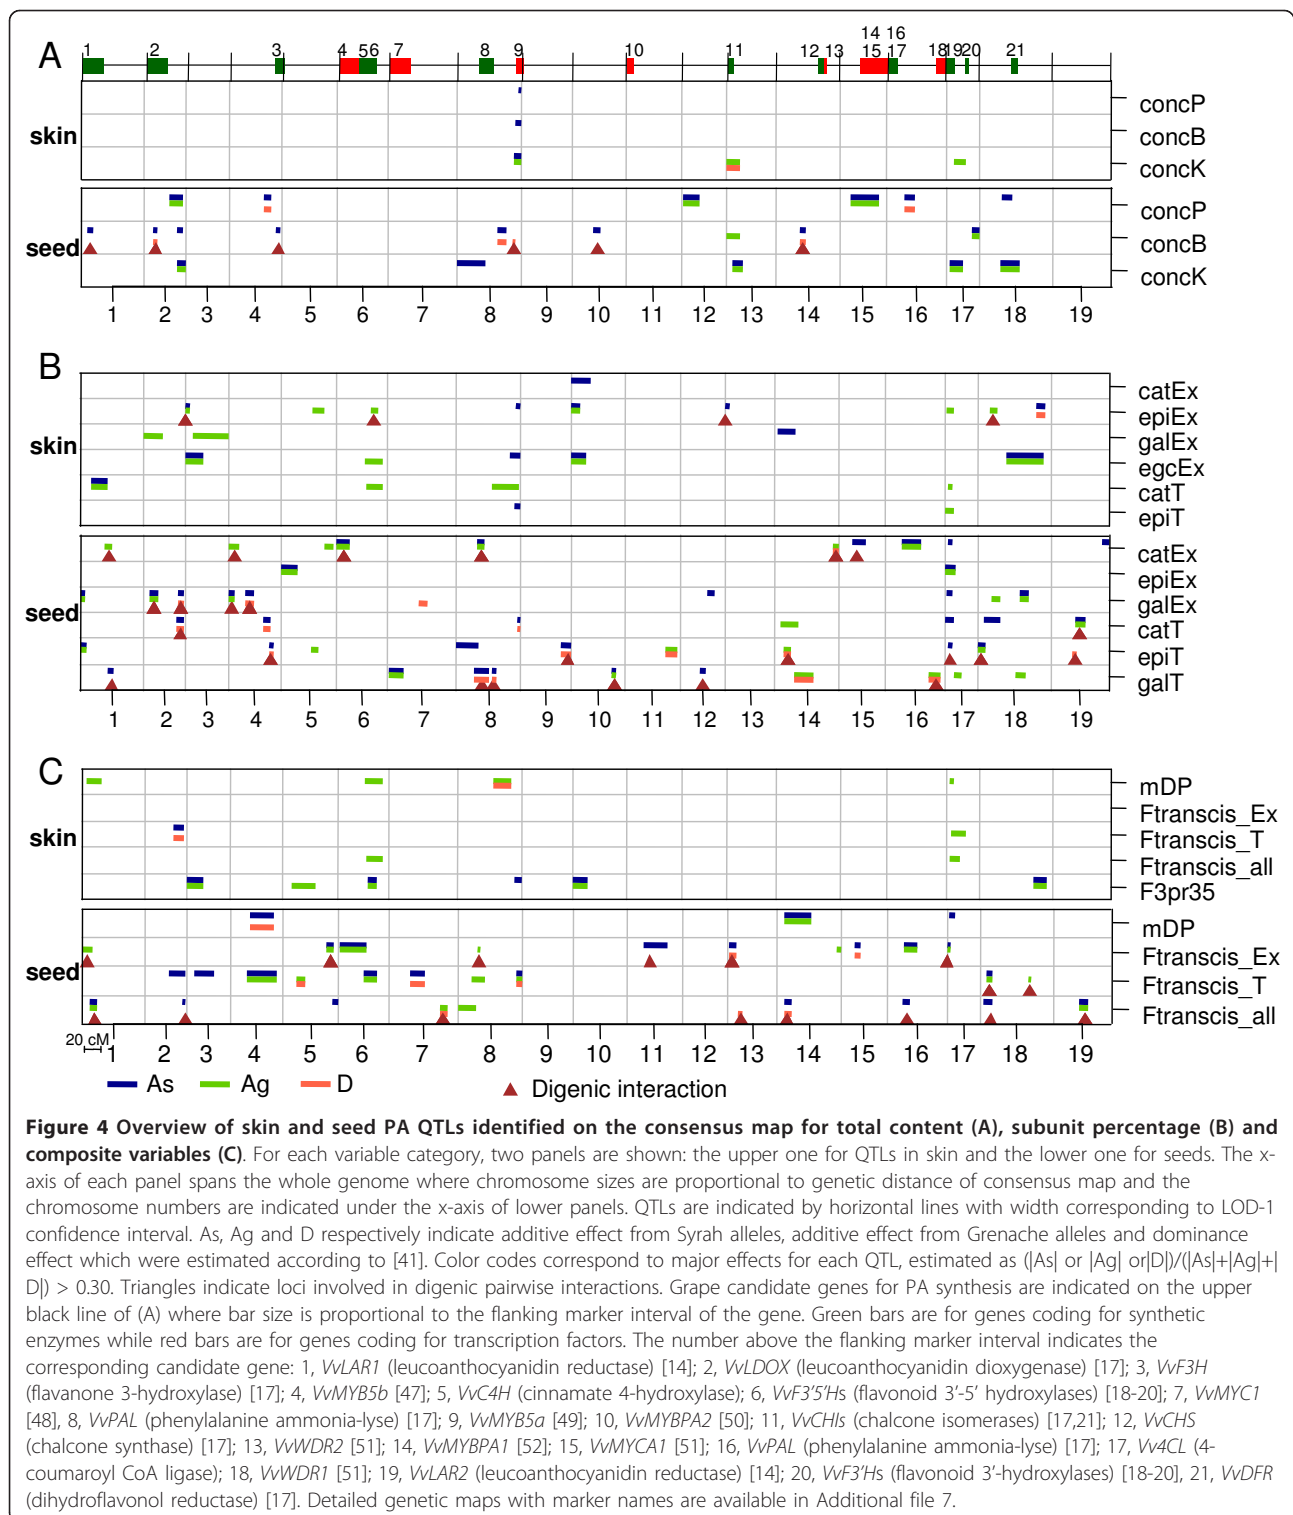 A
1 2 3 4 56 7 8 9 10 11 12 13 14 16
15 17 18 19 20 21
skin
concP
concB
concK
seed
concP
concB
concK
1 2 3 4 5 6 7 8 9 10 11 12 13 14 15 16 17 18 19
B
skin
catEx
epiEx
galEx
egcEx
catT
epiT
seed
catEx
epiEx
galEx
catT
epiT
galT
1 2 3 4 5 6 7 8 9 10 11 12 13 14 15 16 17 18 19
C
skin
mDP
Ftranscis_Ex
Ftranscis_T
Ftranscis_all
F3pr35
seed
mDP
Ftranscis_Ex
Ftranscis_T
Ftranscis_all
20 cM
1 2 3 4 5 6 7 8 9 10 11 12 13 14 15 16 17 18 19
As Ag D Digenic interaction
Figure 4 Overview of skin and seed PA QTLs identified on the consensus map for total content (A), subunit percentage (B) and
composite variables (C). For each variable category, two panels are shown: the upper one for QTLs in skin and the lower one for seeds. The x-
axis of each panel spans the whole genome where chromosome sizes are proportional to genetic distance of consensus map and the
chromosome numbers are indicated under the x-axis of lower panels. QTLs are indicated by horizontal lines with width corresponding to LOD-1
confidence interval. As, Ag and D respectively indicate additive effect from Syrah alleles, additive effect from Grenache alleles and dominance
effect which were estimated according to [41]. Color codes correspond to major effects for each QTL, estimated as (|As| or |Ag| or|D|)/(|As|+|Ag|+|
D|) > 0.30. Triangles indicate loci involved in digenic pairwise interactions. Grape candidate genes for PA synthesis are indicated on the upper
black line of (A) where bar size is proportional to the flanking marker interval of the gene. Green bars are for genes coding for synthetic
enzymes while red bars are for genes coding for transcription factors. The number above the flanking marker interval indicates the
corresponding candidate gene: 1, VvLAR1 (leucoanthocyanidin reductase) [14]; 2, VvLDOX (leucoanthocyanidin dioxygenase) [17]; 3, VvF3H
(flavanone 3-hydroxylase) [17]; 4, VvMYB5b [47]; 5, VvC4H (cinnamate 4-hydroxylase); 6, VvF3'5'Hs (flavonoid 3'-5' hydroxylases) [18-20]; 7, VvMYC1
[48], 8, VvPAL (phenylalanine ammonia-lyse) [17]; 9, VvMYB5a [49]; 10, VvMYBPA2 [50]; 11, VvCHIs (chalcone isomerases) [17,21]; 12, VvCHS
(chalcone synthase) [17]; 13, VvWDR2 [51]; 14, VvMYBPA1 [52]; 15, VvMYCA1 [51]; 16, VvPAL (phenylalanine ammonia-lyse) [17]; 17, Vv4CL (4-
coumaroyl CoA ligase); 18, VvWDR1 [51]; 19, VvLAR2 (leucoanthocyanidin reductase) [14]; 20, VvF3'Hs (flavonoid 3'-hydroxylases) [18-20], 21, VvDFR
(dihydroflavonol reductase) [17]. Detailed genetic maps with marker names are available in Additional file 7.